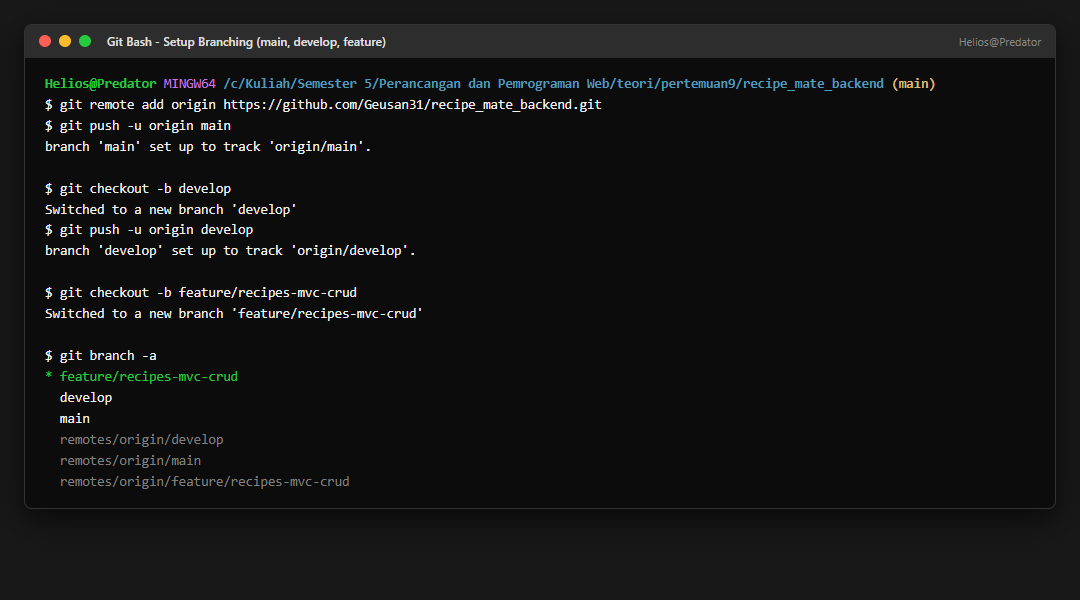 Git Bash - Setup Branching (main, develop, feature)
Helios@Predator
Helios@Predator MINGW64 /c/Kuliah/Semester 5/Perancangan dan Pemrograman Web/teori/pertemuan9/recipe_mate_backend (main)
$ git remote add origin https://github.com/Geusan31/recipe_mate_backend.git
$ git push -u origin main
branch 'main' set up to track 'origin/main'.
$ git checkout -b develop
Switched to a new branch 'develop'
$ git push -u origin develop
branch 'develop' set up to track 'origin/develop'.
$ git checkout -b feature/recipes-mvc-crud
Switched to a new branch 'feature/recipes-mvc-crud'
$ git branch -a
* feature/recipes-mvc-crud
develop
main
remotes/origin/develop
remotes/origin/main
remotes/origin/feature/recipes-mvc-crud